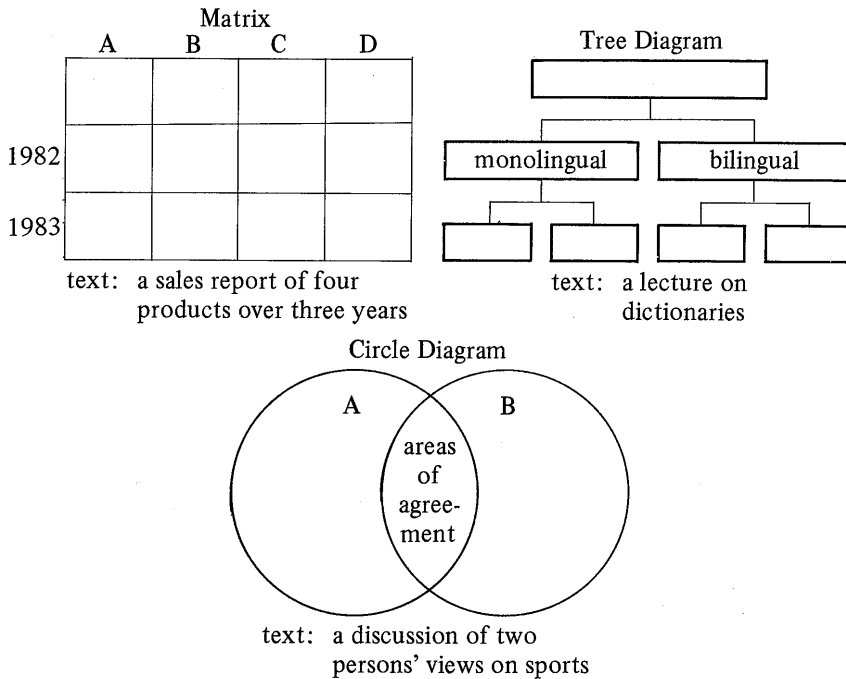 Matrix
A B C D
1982
1983
text: a sales report of four
products over three years
Tree Diagram
monolingual bilingual
text: a lecture on
dictionaries
Circle Diagram
A B
areas
of
agree-
ment
text: a discussion of two
persons' views on sports